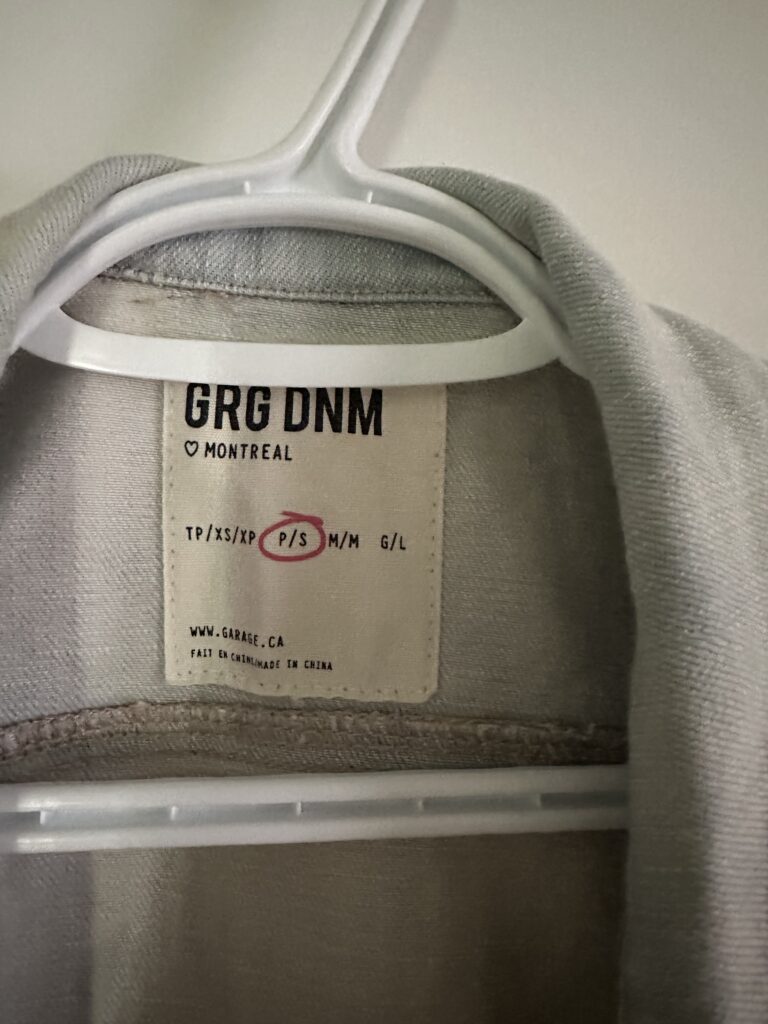 GRG DNM
♡ MONTREAL
TP/XS/XP P/S M/M G/L
WWW.GARAGE.CA
FAIT EN CHINE/MADE IN CHINA